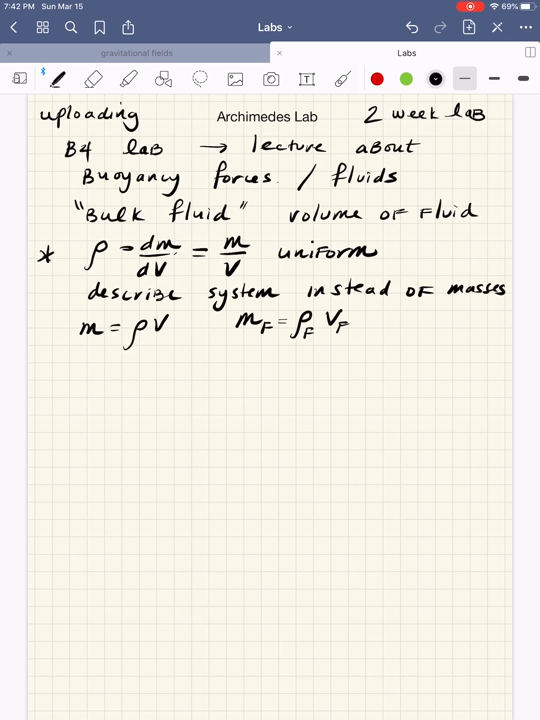 7:42 PM Sun Mar 15 69%
Labs
gravitational fields
Labs
uploading Archimedes Lab 2 week lab
B4 lab → lecture about
Buoyancy forces / fluids
"Bulk fluid" volume of fluid
* ρ = dm/dV = m/V uniform
describe system instead of masses
m = ρV m_F = ρ_F V_F